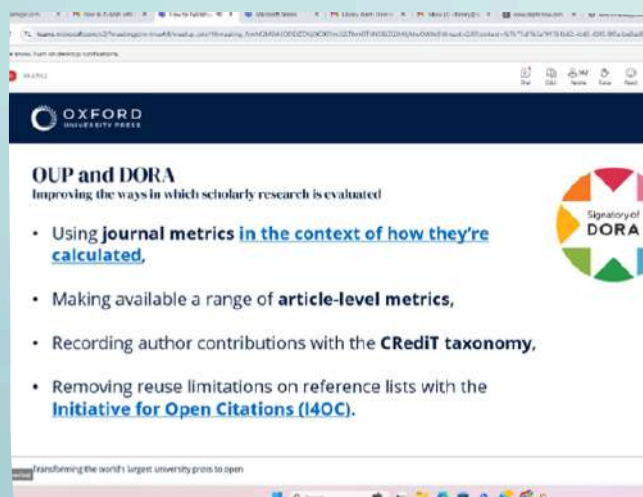 OXFORD
UNIVERSITY PRESS
OUP and DORA
Improving the ways in which scholarly research is evaluated
Signatory of
DORA
• Using journal metrics in the context of how they're
calculated,
• Making available a range of article-level metrics,
• Recording author contributions with the CRediT taxonomy,
• Removing reuse limitations on reference lists with the
Initiative for Open Citations (I4OC).
Transforming the world's largest university press to open